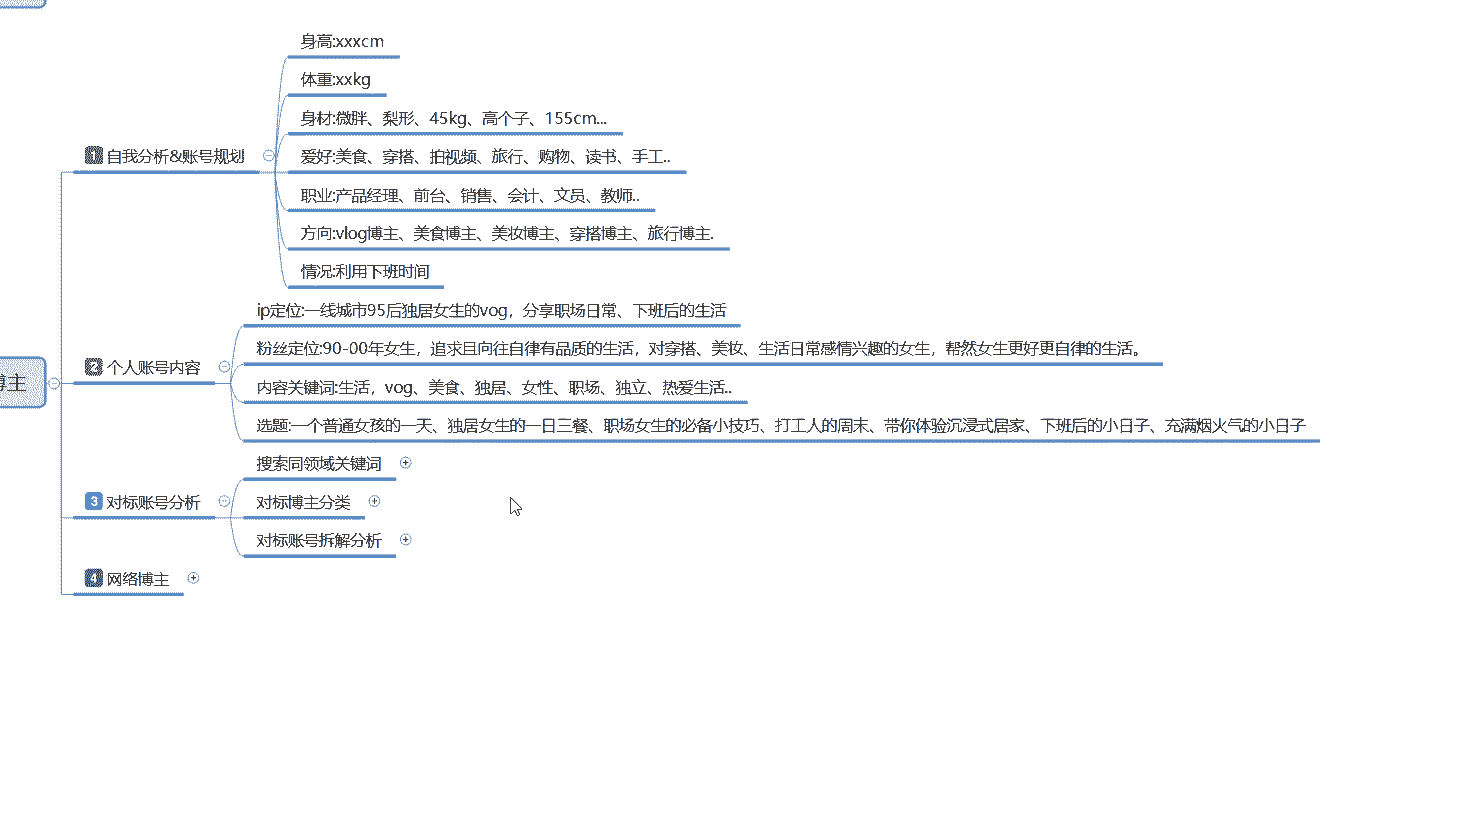 身高:xxxcm
体重:xxkg
身材:微胖、梨形、45kg、高个子、155cm...
1 自我分析&账号规划
爱好:美食、穿搭、拍视频、旅行、购物、读书、手工..
职业:产品经理、前台、销售、会计、文员、教师..
方向:vlog博主、美食博主、美妆博主、穿搭博主、旅行博主.
情况:利用下班时间
ip定位:一线城市95后独居女生的vog，分享职场日常、下班后的生活
粉丝定位:90-00年女生，追求且向往自律有品质的生活，对穿搭、美妆、生活日常感情兴趣的女生，帮然女生更好更自律的生活。
2 个人账号内容
博主
内容关键词:生活，vog、美食、独居、女性、职场、独立、热爱生活..
选题:一个普通女孩的一天、独居女生的一日三餐、职场女生的必备小技巧、打工人的周末、带你体验沉浸式居家、下班后的小日子、充满烟火气的小日子
搜索同领域关键词
3 对标账号分析
对标博主分类
对标账号拆解分析
4 网络博主